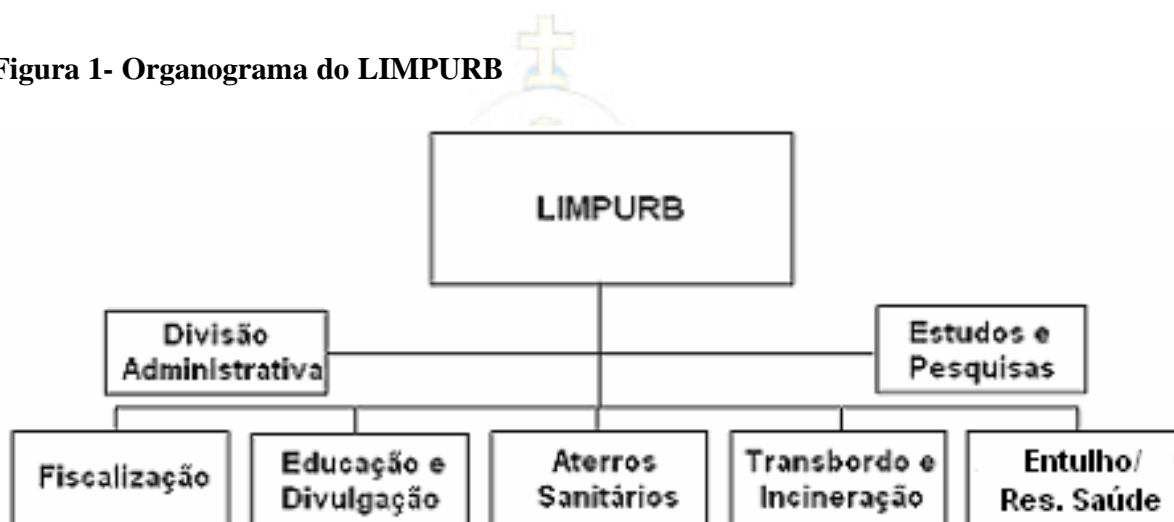 Figura 1- Organograma do LIMPURB
LIMPURB
Divisão
Administrativa
Estudos e
Pesquisas
Fiscalização
Educação e
Divulgação
Aterros
Sanitários
Transbordo e
Incineração
Entulho/
Res. Saúde